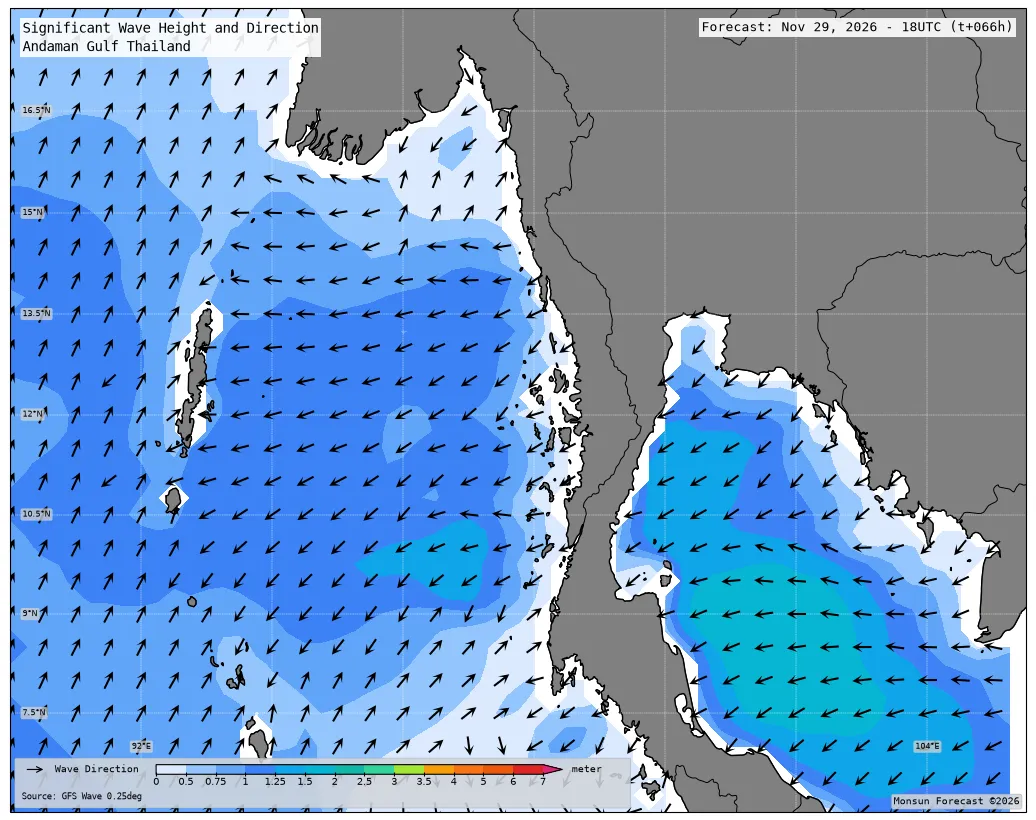 Significant Wave Height and Direction
Andaman Gulf Thailand
Forecast: Nov 29, 2026 - 18UTC (t+066h)
16.5°N
15°N
13.5°N
12°N
10.5°N
9°N
7.5°N
92°E
104°E
Wave Direction
0.5 0.75 1 1.25 1.5 2 2.5 3 3.5 4 5 6 7 meter
Source: GFS Wave 0.25deg
Monsun Forecast ©2026